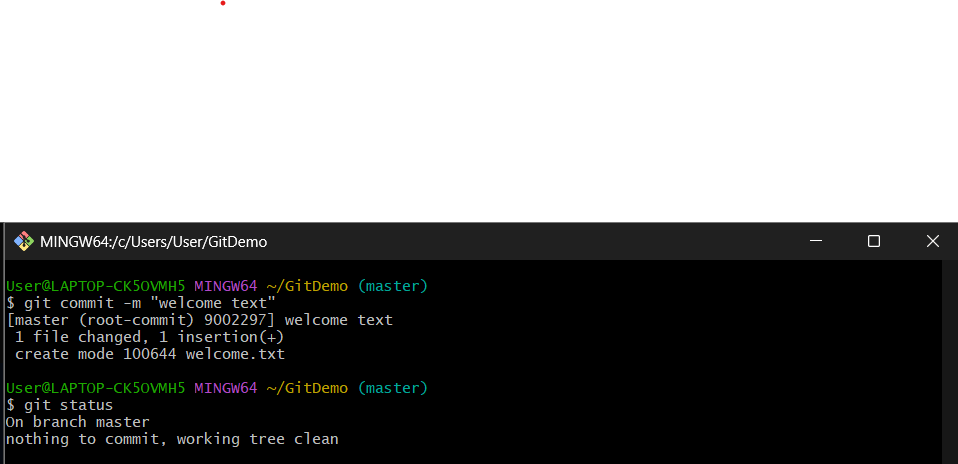 MINGW64:/c/Users/User/GitDemo
User@LAPTOP-CK5OVMH5 MINGW64 ~/GitDemo (master)
$ git commit -m "welcome text"
[master (root-commit) 9002297] welcome text
 1 file changed, 1 insertion(+)
 create mode 100644 welcome.txt
User@LAPTOP-CK5OVMH5 MINGW64 ~/GitDemo (master)
$ git status
On branch master
nothing to commit, working tree clean